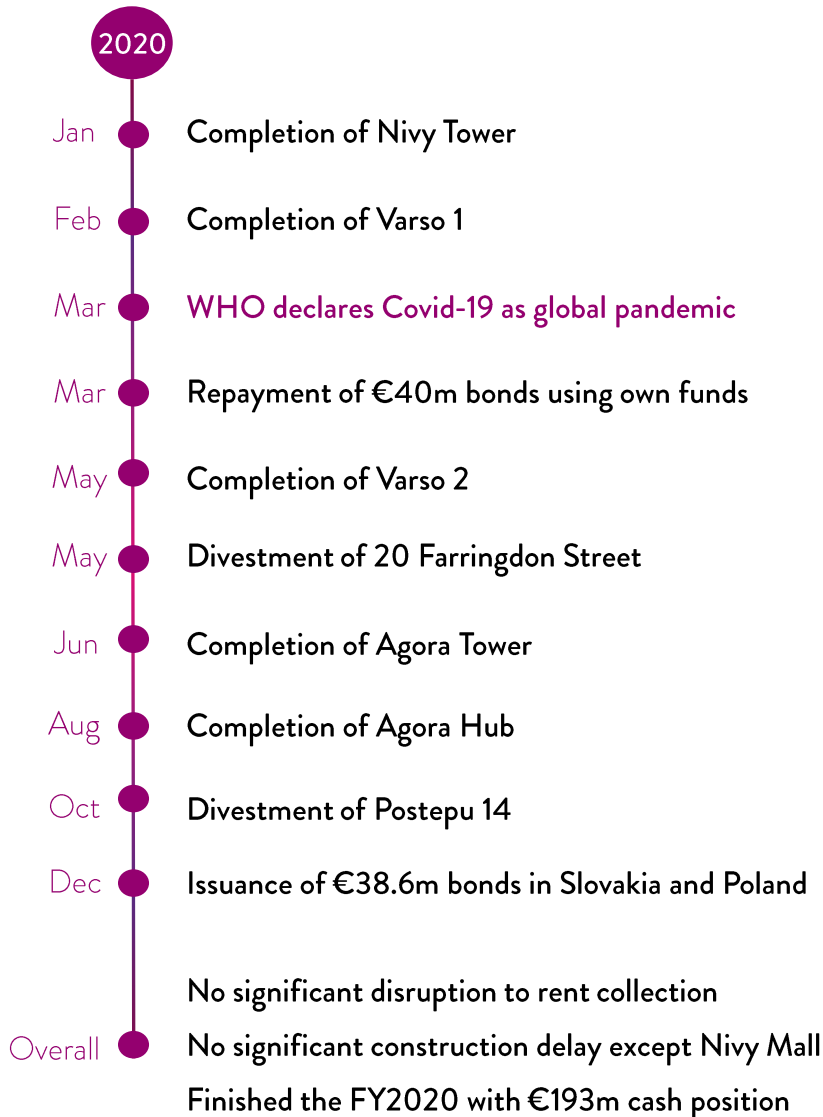 2020
Jan Completion of Nivy Tower
Feb Completion of Varso 1
Mar WHO declares Covid-19 as global pandemic
Mar Repayment of €40m bonds using own funds
May Completion of Varso 2
May Divestment of 20 Farringdon Street
Jun Completion of Agora Tower
Aug Completion of Agora Hub
Oct Divestment of Postepu 14
Dec Issuance of €38.6m bonds in Slovakia and Poland
No significant disruption to rent collection
Overall No significant construction delay except Nivy Mall
Finished the FY2020 with €193m cash position